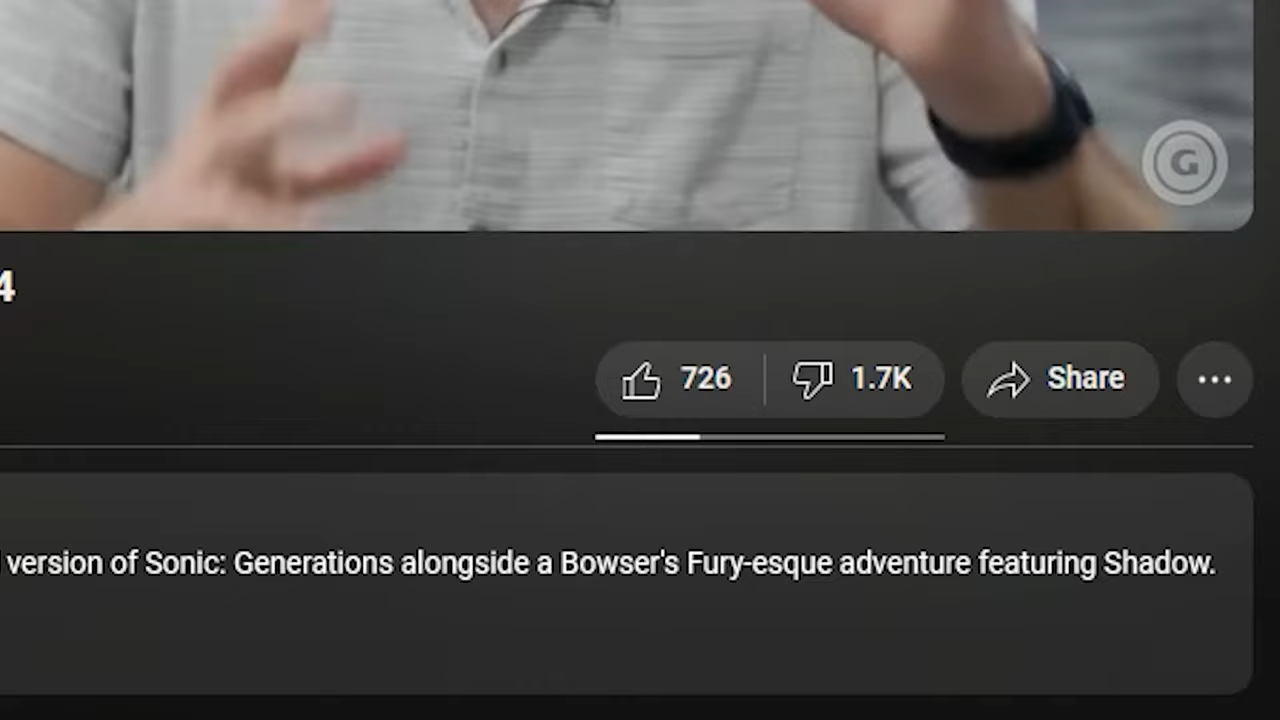 G
4
726 1.7K Share
version of Sonic: Generations alongside a Bowser's Fury-esque adventure featuring Shadow.